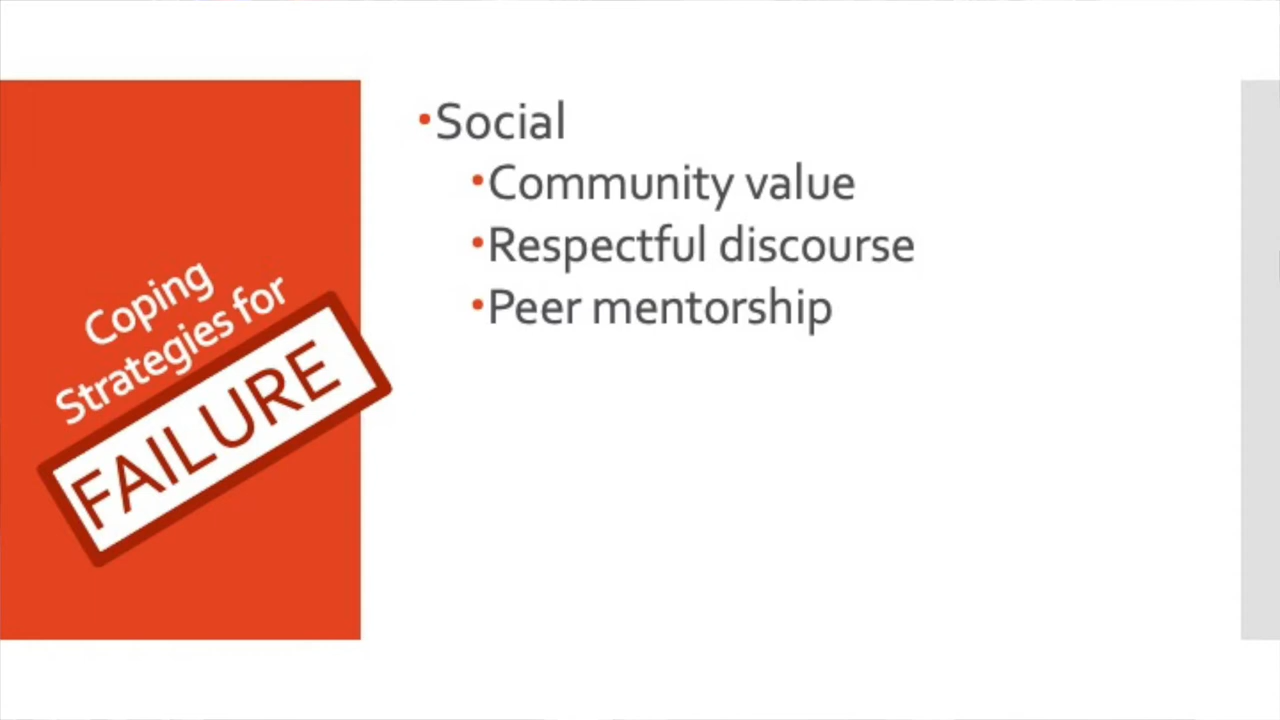 Coping
Strategies for
FAILURE
•Social
•Community value
•Respectful discourse
•Peer mentorship